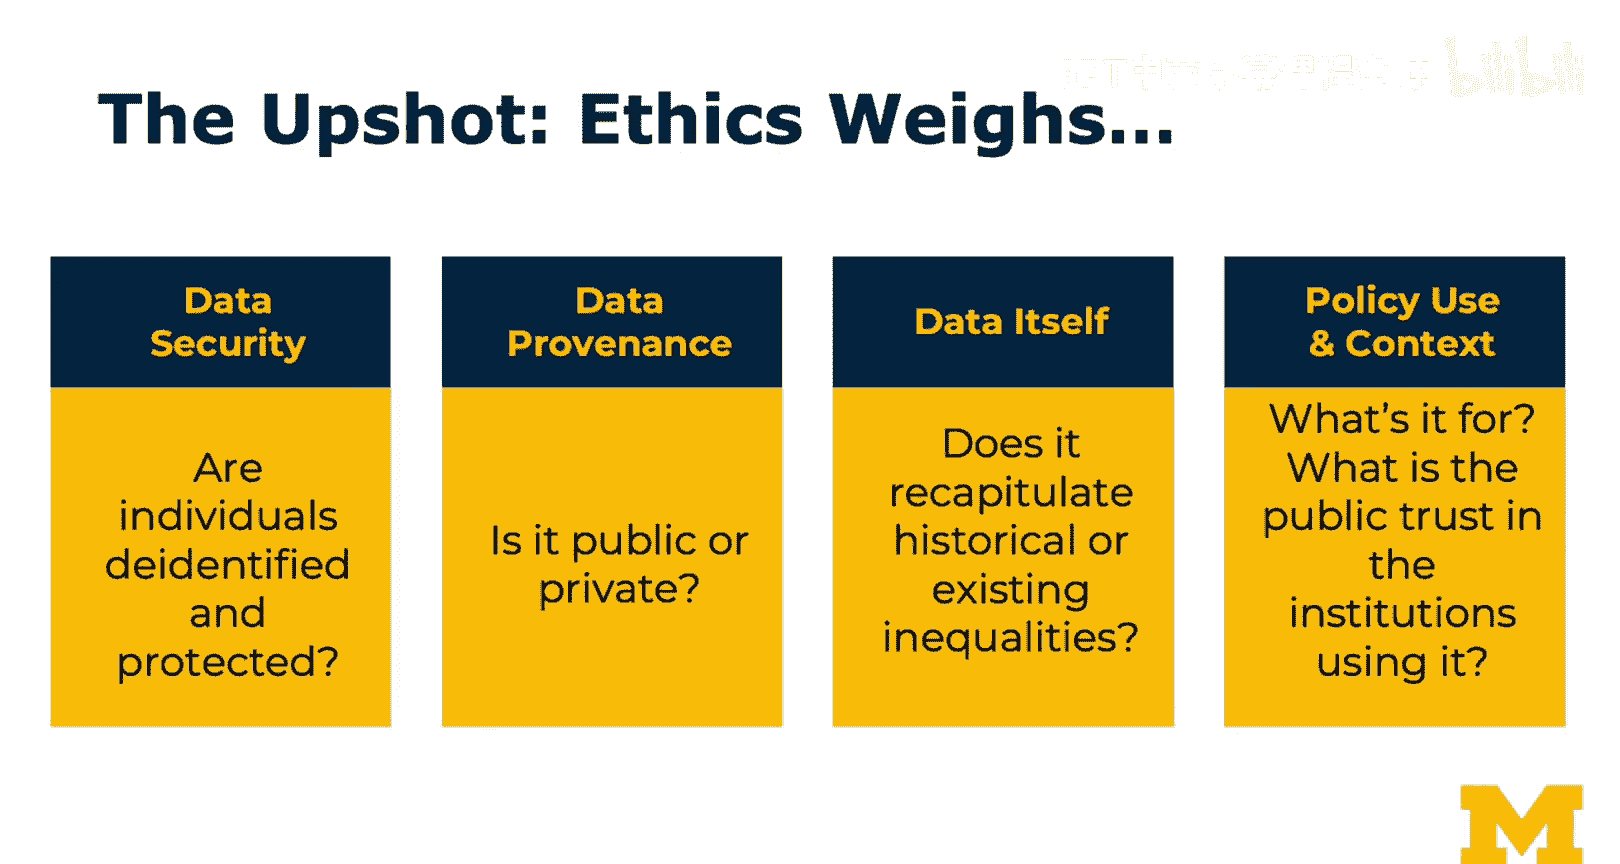 The Upshot: Ethics Weighs...
Data
Security
Are
individuals
deidentified
and
protected?
Data
Provenance
Is it public or
private?
Data Itself
Does it
recapitulate
historical or
existing
inequalities?
Policy Use
& Context
What’s it for?
What is the
public trust in
the
institutions
using it?
bilibili
M